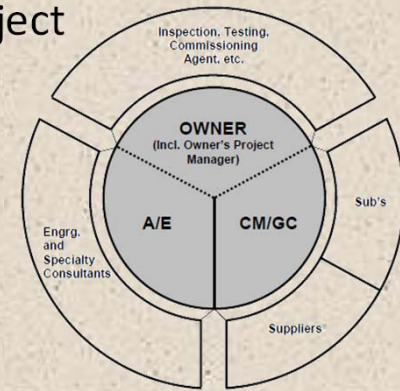 ject
Inspection, Testing,
Commissioning
Agent, etc.
OWNER
(Incl. Owner's Project
Manager)
A/E
CM/GC
Sub's
Engrg.
and
Specialty
Consultants
Suppliers